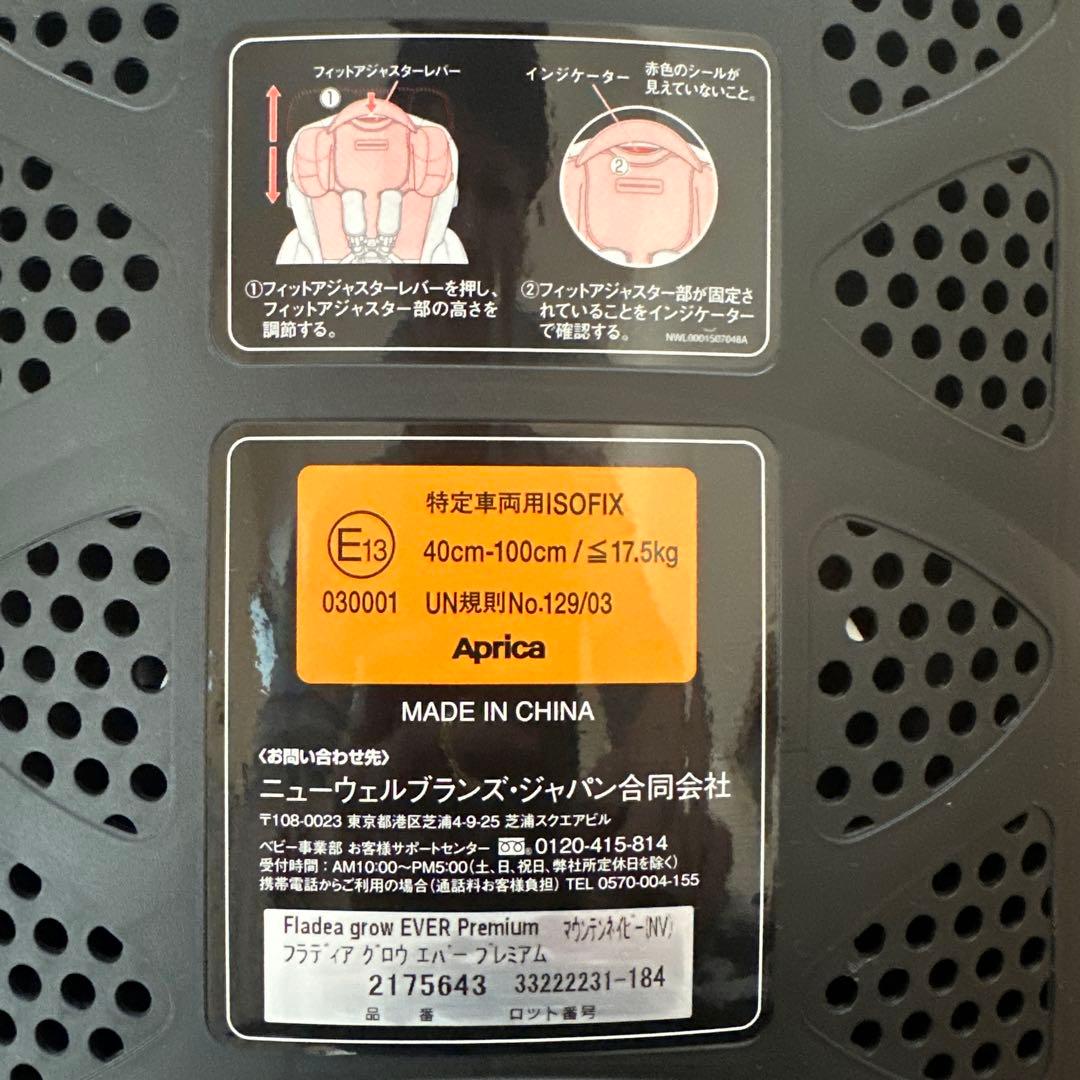 フィットアジャスターレバー
①
インジケーター
赤色のシールが
見えていないこと。
②
①フィットアジャスターレバーを押し、
フィットアジャスター部の高さを
調節する。
②フィットアジャスター部が固定さ
れていることをインジケーター
で確認する。
NWL0001507048A
特定車両用ISOFIX
E13
40cm-100cm / ≦17.5kg
030001 UN規則No.129/03
Aprica
MADE IN CHINA
〈お問い合わせ先〉
ニューウェルブランズ・ジャパン合同会社
〒108-0023 東京都港区芝浦4-9-25 芝浦スクエアビル
ベビー事業部 お客様サポートセンター 0120-415-814
受付時間：AM10:00〜PM5:00(土、日、祝日、弊社所定休日を除く)
携帯電話からご利用の場合(通話料お客様負担) TEL 0570-004-155
Fladea grow EVER Premium ﾏｳﾝﾃﾝﾈｲﾋﾞｰ(NV)
フラディア グロウ エバー プレミアム
2175643 33222231-184
品番 ロット番号